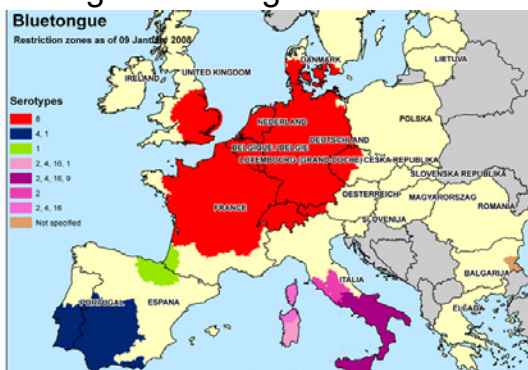 Bluetongue
Restriction zones as of 09 January 2008
DANMARK
LIETUVA
IRELAND
UNITED KINGDOM
Serotypes
8
4, 1
1
2, 4, 16, 1
2, 4, 16, 9
2
2, 4, 16
Not specified
NEDERLAND
POLSKA
DEUTSCHLAND
BELGIQUE / BELGIE
LUXEMBOURG (GRAND-DUCHE)
CESKA REPUBLIKA
SLOVENSKA REPUBLIKA
OESTERREICH
MAGYARORSZAG
FRANCE
SLOVENIJA
ROMANIA
ITALIA
BALGARIJA
PORTUGAL
ESPANA
ELLADA